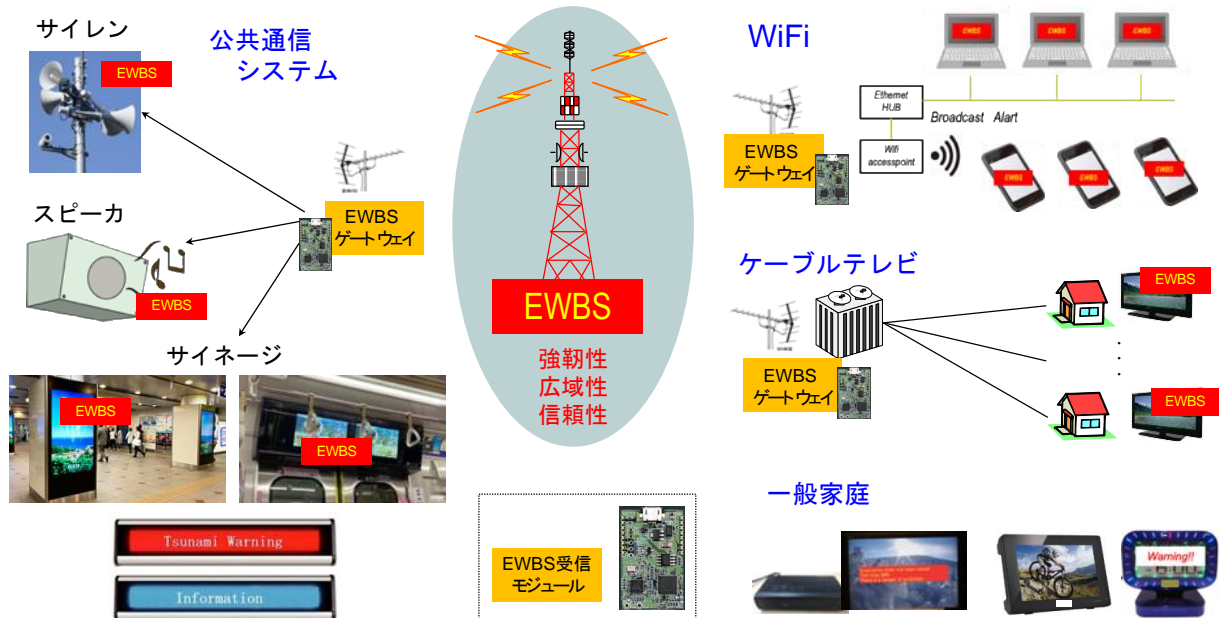 サイレン
EWBS
公共通信
システム
EWBS
ゲートウェイ
スピーカ
EWBS
サイネージ
EWBS
EWBS
Tsunami Warning
Information
EWBS
強靭性
広域性
信頼性
EWBS受信
モジュール
WiFi
EWBS
EWBS
EWBS
Ethernet
HUB
Broadcast Alart
Wifi
accesspoint
EWBS
ゲートウェイ
EWBS
EWBS
EWBS
ケーブルテレビ
EWBS
EWBS
ゲートウェイ
EWBS
一般家庭
Warning!!